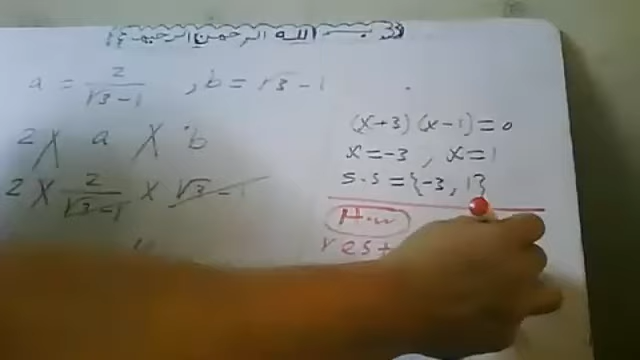 بسم الله الرحمن الرحيم
a = 2/(√3-1) , b = √3-1
2 X a X b
2 X 2/(√3-1) X √3-1
4
(x+3) (x-1)=0
x=-3 , x=1
S.S = {-3, 1}
H.w